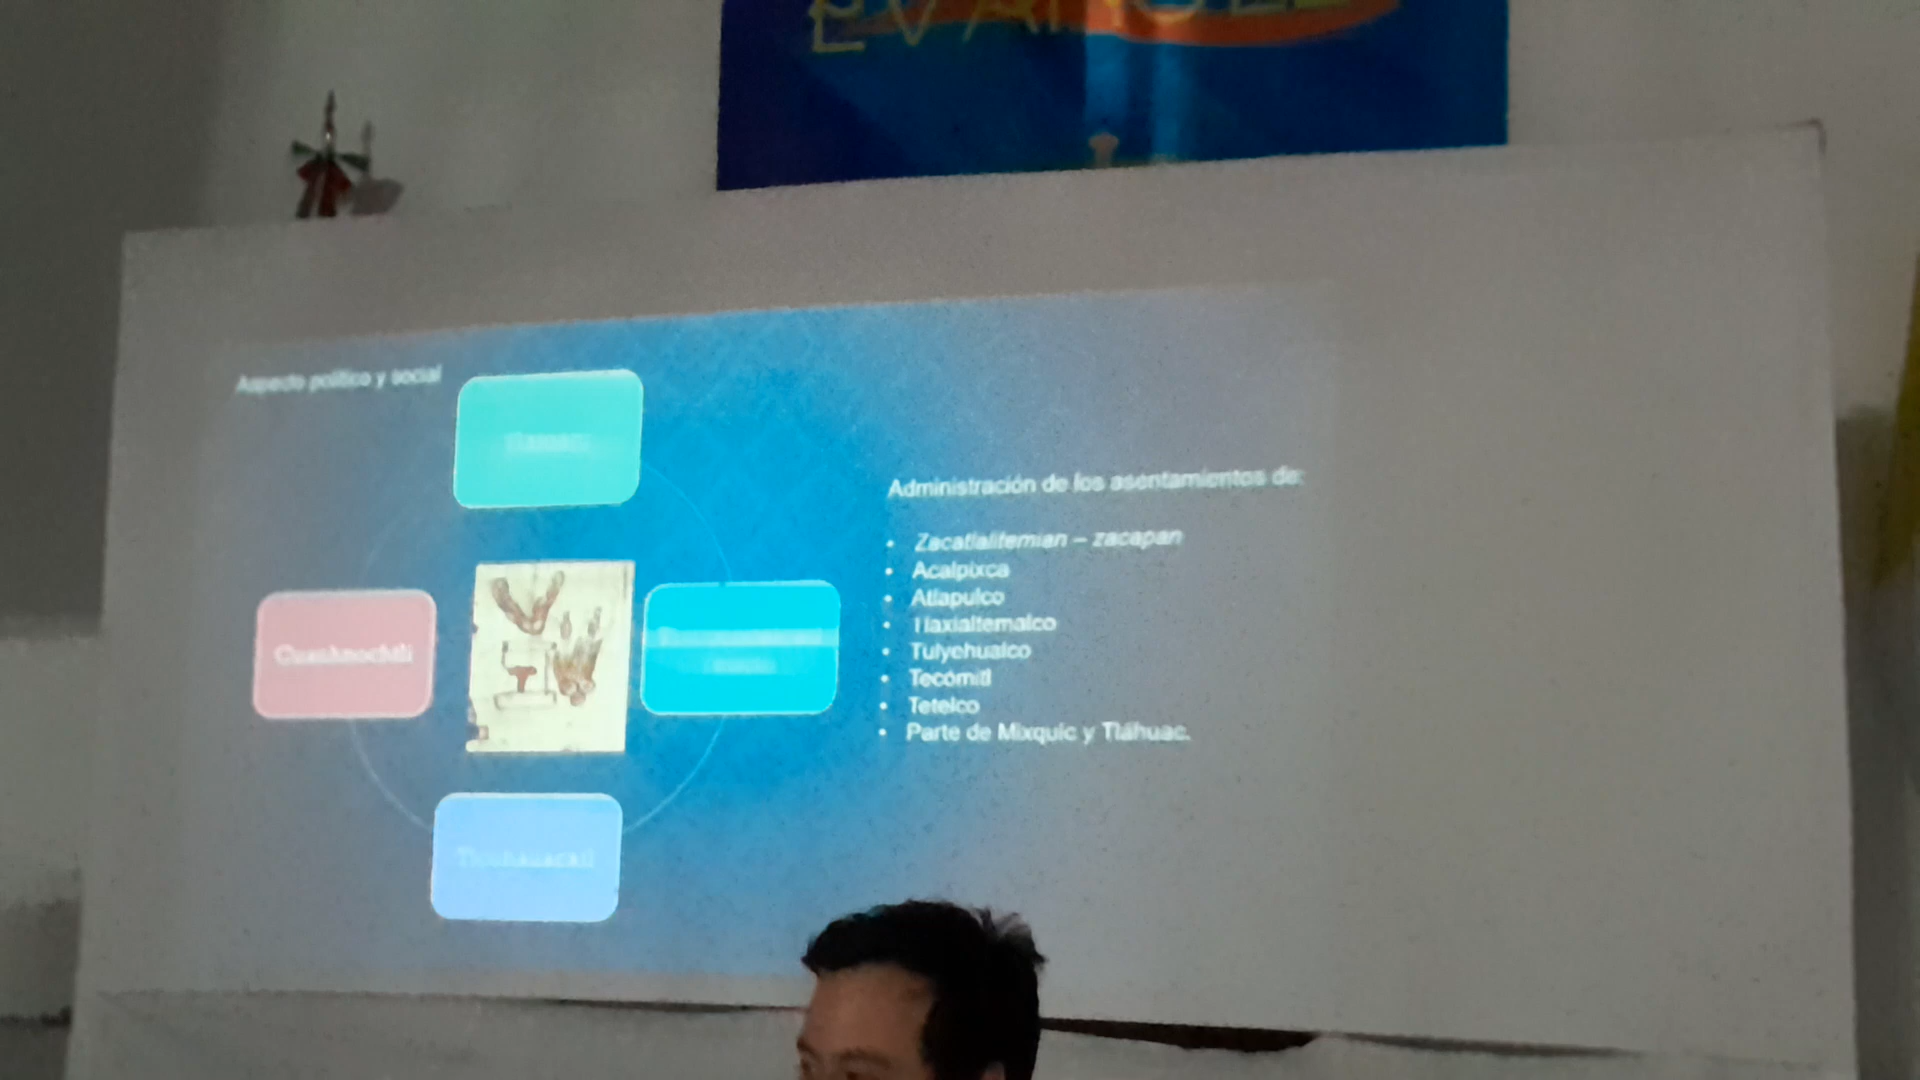 Aspecto político y social
Cuauhnochtli
Administración de los asentamientos de:
• Zacatlalitemian – zacapan
• Acalpixca
• Atlapulco
• Tlaxialtemalco
• Tulyehualco
• Tecómitl
• Tetelco
• Parte de Mixquic y Tláhuac.